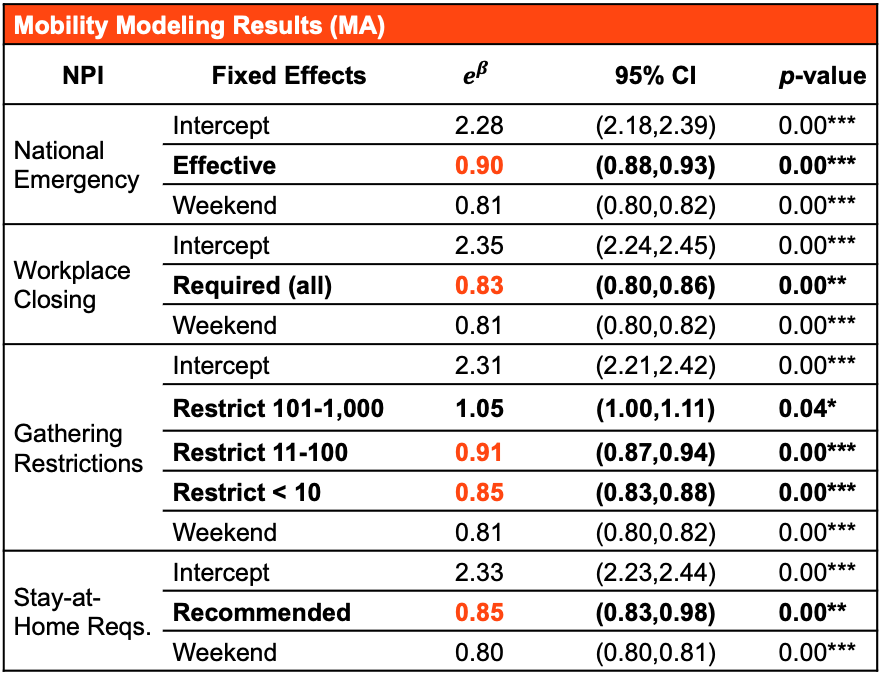 Mobility Modeling Results (MA)
NPI Fixed Effects e^β 95% CI p-value
National Emergency
Intercept 2.28 (2.18,2.39) 0.00***
Effective 0.90 (0.88,0.93) 0.00***
Weekend 0.81 (0.80,0.82) 0.00***
Workplace Closing
Intercept 2.35 (2.24,2.45) 0.00***
Required (all) 0.83 (0.80,0.86) 0.00**
Weekend 0.81 (0.80,0.82) 0.00***
Gathering Restrictions
Intercept 2.31 (2.21,2.42) 0.00***
Restrict 101-1,000 1.05 (1.00,1.11) 0.04*
Restrict 11-100 0.91 (0.87,0.94) 0.00***
Restrict < 10 0.85 (0.83,0.88) 0.00***
Weekend 0.81 (0.80,0.82) 0.00***
Stay-at-Home Reqs.
Intercept 2.33 (2.23,2.44) 0.00***
Recommended 0.85 (0.83,0.98) 0.00**
Weekend 0.80 (0.80,0.81) 0.00***